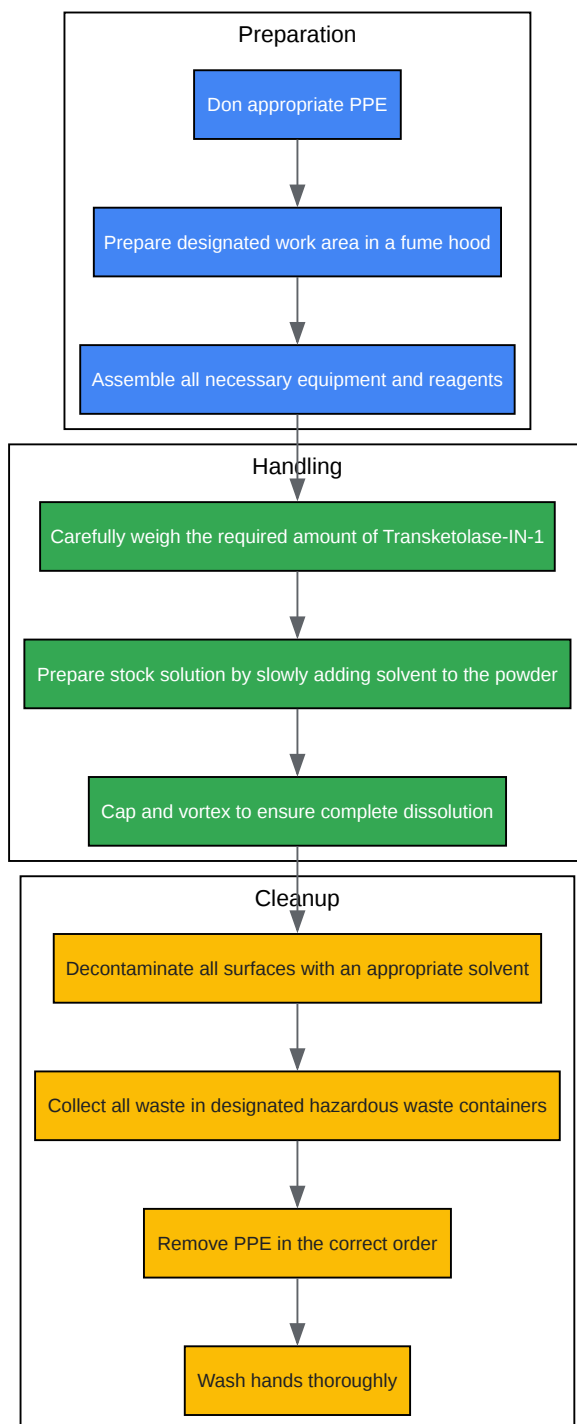 Preparation
Don appropriate PPE
Prepare designated work area in a fume hood
Assemble all necessary equipment and reagents
Handling
Carefully weigh the required amount of Transketolase-IN-1
Prepare stock solution by slowly adding solvent to the powder
Cap and vortex to ensure complete dissolution
Cleanup
Decontaminate all surfaces with an appropriate solvent
Collect all waste in designated hazardous waste containers
Remove PPE in the correct order
Wash hands thoroughly